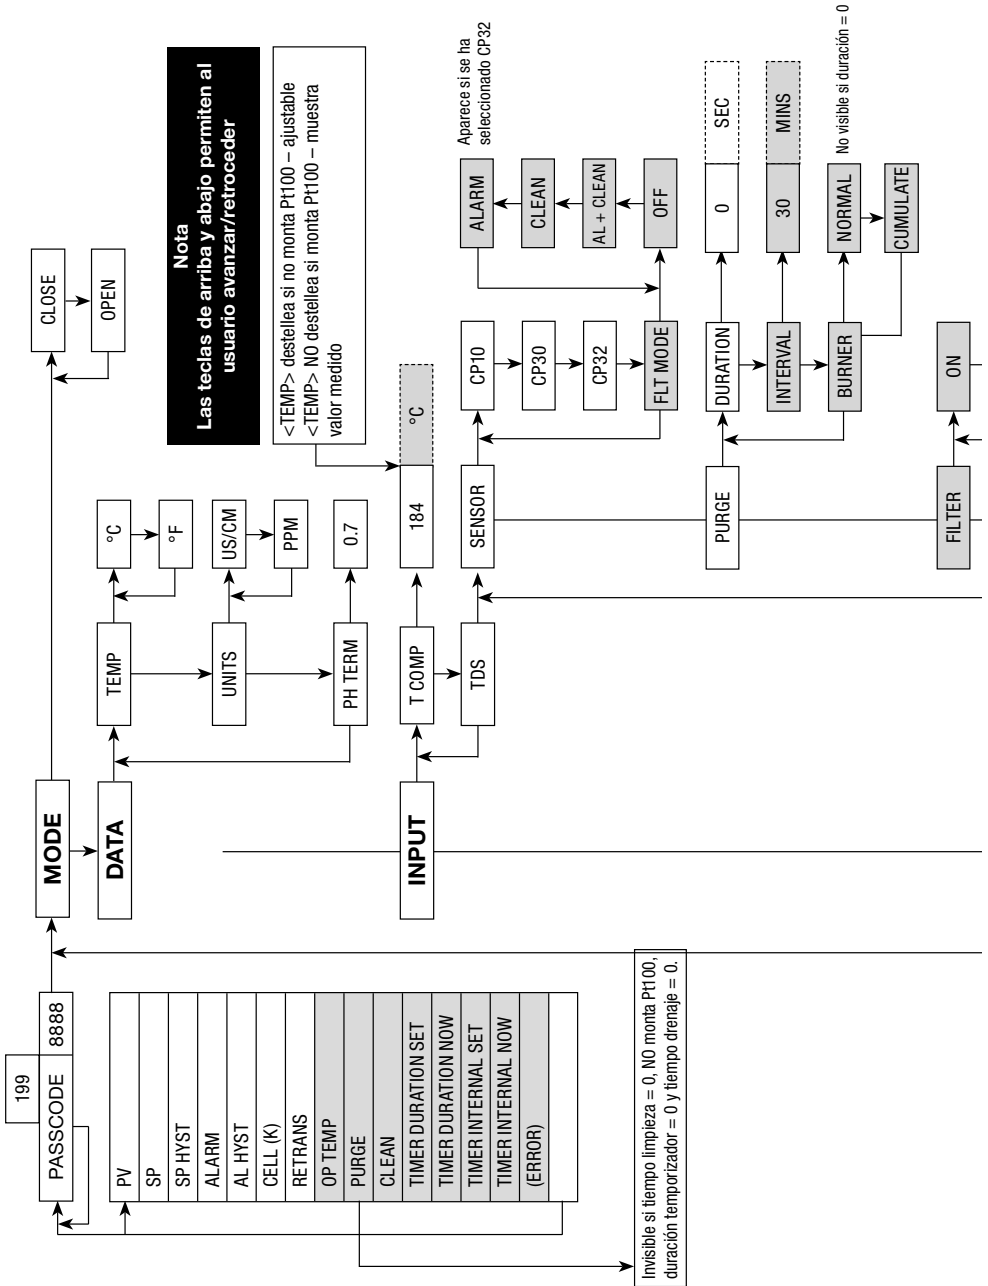 199
PASSCODE 8888
PV
SP
SP HYST
ALARM
AL HYST
CELL (K)
RETRANS
OP TEMP
PURGE
CLEAN
TIMER DURATION SET
TIMER DURATION NOW
TIMER INTERNAL SET
TIMER INTERNAL NOW
(ERROR)
Invisible si tiempo limpieza = 0, NO monta Pt100,
duración temporizador = 0 y tiempo drenaje = 0.
MODE
CLOSE
OPEN
DATA
TEMP
°C
°F
UNITS
US/CM
PPM
PH TERM
0.7
Nota
Las teclas de arriba y abajo permiten al
usuario avanzar/retroceder
<TEMP> destellea si no monta Pt100 – ajustable
<TEMP> NO destellea si monta Pt100 – muestra
valor medido
INPUT
T COMP
184
°C
TDS
SENSOR
CP10
CP30
CP32
FLT MODE
ALARM
CLEAN
AL + CLEAN
OFF
Aparece si se ha
seleccionado CP32
PURGE
DURATION
0
SEC
INTERVAL
30
MINS
BURNER
NORMAL
CUMULATE
No visible si duración = 0
FILTER
ON